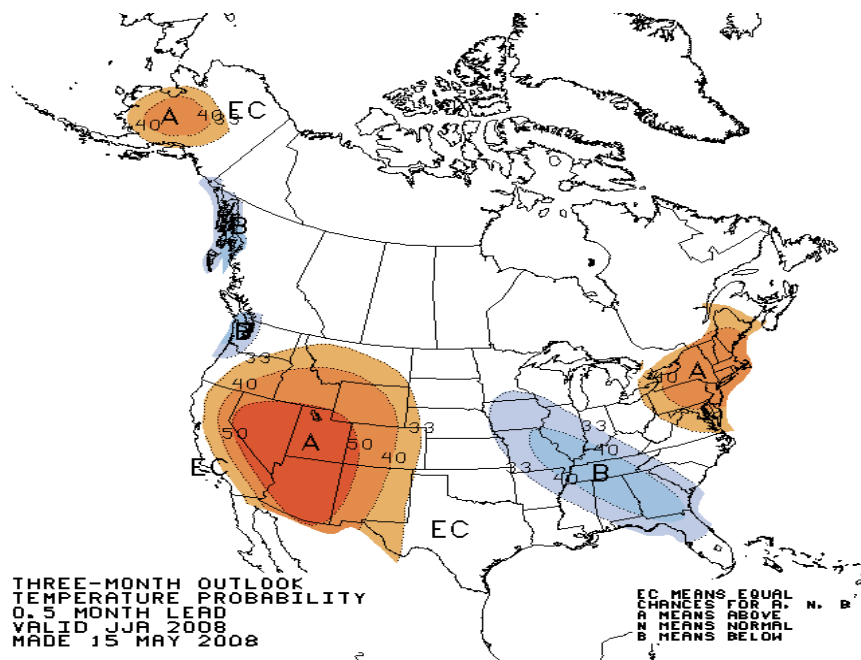 A
EC
40
40
33
B
B
33
40
50
A
50
40
33
EC
EC
A
40
33
40
33
40
B
THREE-MONTH OUTLOOK
TEMPERATURE PROBABILITY
0.5 MONTH LEAD
VALID JJA 2008
MADE 15 MAY 2008
EC MEANS EQUAL
CHANCES FOR A, N, B
A MEANS ABOVE
N MEANS NORMAL
B MEANS BELOW